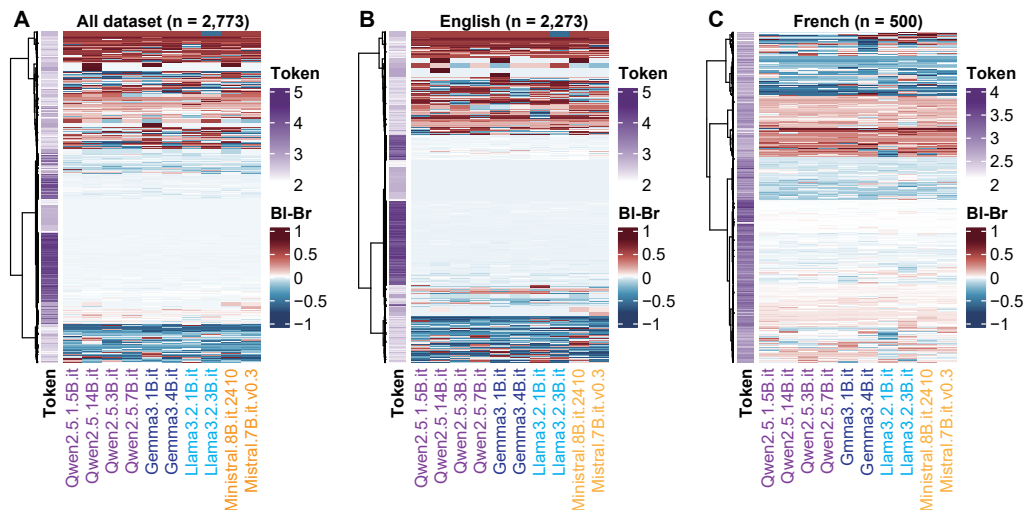 A
All dataset (n = 2,773)
Token
5
4
3
2
Bl-Br
1
0.5
0
−0.5
−1
Token
Qwen2.5.1.5B.it
Qwen2.5.14B.it
Qwen2.5.3B.it
Qwen2.5.7B.it
Gemma3.1B.it
Gemma3.4B.it
Llama3.2.1B.it
Llama3.2.3B.it
Ministral.8B.it.2410
Mistral.7B.it.v0.3
B
English (n = 2,273)
Token
5
4
3
2
Bl-Br
1
0.5
0
−0.5
−1
Token
Qwen2.5.1.5B.it
Qwen2.5.14B.it
Qwen2.5.3B.it
Qwen2.5.7B.it
Gemma3.1B.it
Gemma3.4B.it
Llama3.2.1B.it
Llama3.2.3B.it
Ministral.8B.it.2410
Mistral.7B.it.v0.3
C
French (n = 500)
Token
4
3.5
3
2.5
2
Bl-Br
1
0.5
0
−0.5
−1
Token
Qwen2.5.1.5B.it
Qwen2.5.14B.it
Qwen2.5.3B.it
Qwen2.5.7B.it
Gemma3.1B.it
Gemma3.4B.it
Llama3.2.1B.it
Llama3.2.3B.it
Ministral.8B.it.2410
Mistral.7B.it.v0.3